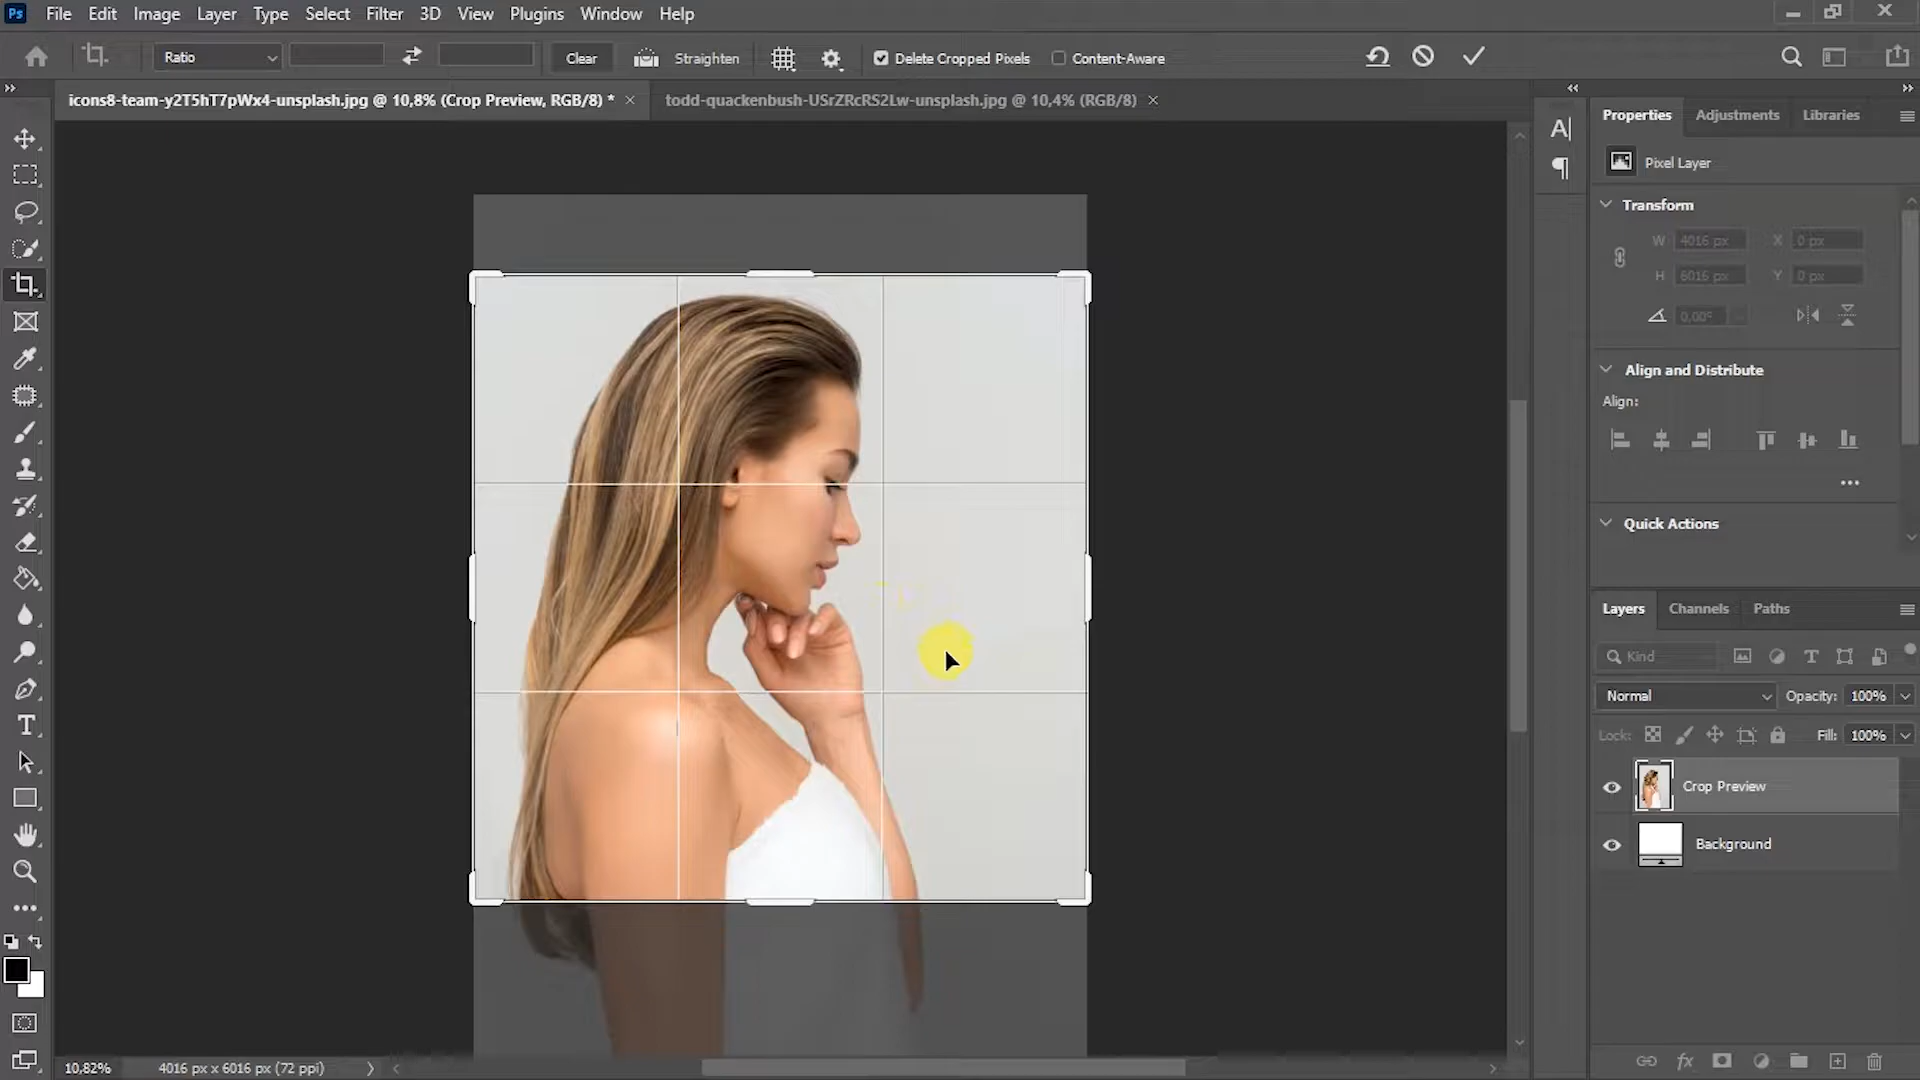 Ps File Edit Image Layer Type Select Filter 3D View Plugins Window Help
Ratio Clear Straighten Delete Cropped Pixels Content-Aware
icons8-team-y2T5hT7pWx4-unsplash.jpg @ 10,8% (Crop Preview, RGB/8) * todd-quackenbush-USrZRcRS2Lw-unsplash.jpg @ 10,4% (RGB/8)
Properties Adjustments Libraries
Pixel Layer
Transform
W 4016 px X 0 px
H 6016 px Y 0 px
0,00°
Align and Distribute
Align:
Quick Actions
Layers Channels Paths
Kind
Normal Opacity: 100%
Lock: Fill: 100%
Crop Preview
Background
10,82% 4016 px x 6016 px (72 ppi)